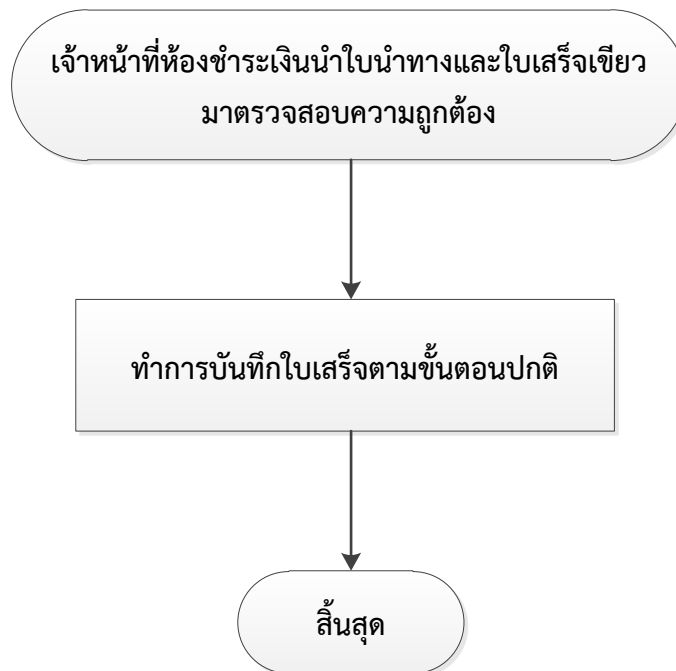 เจ้าหน้าที่ห้องชำระเงินนำใบนำทางและใบเสร็จเขียว
มาตรวจสอบความถูกต้อง
ทำการบันทึกใบเสร็จตามขั้นตอนปกติ
สิ้นสุด